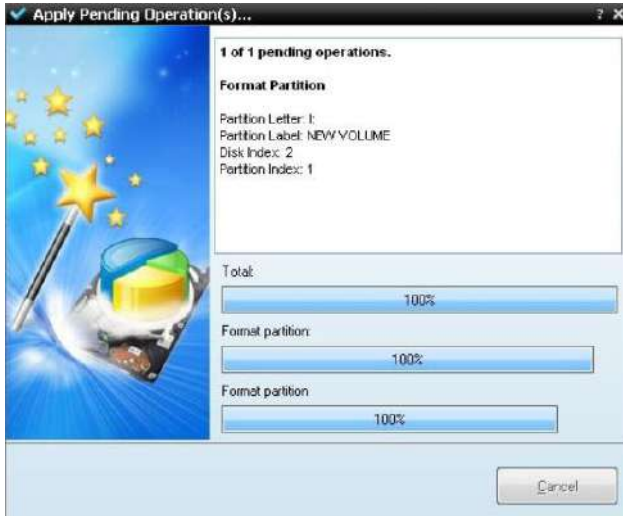 Apply Pending Operation(s)...
1 of 1 pending operations.
Format Partition
Partition Letter: I:
Partition Label: NEW VOLUME
Disk Index: 2
Partition Index: 1
Total:
100%
Format partition:
100%
Format partition
100%
Cancel